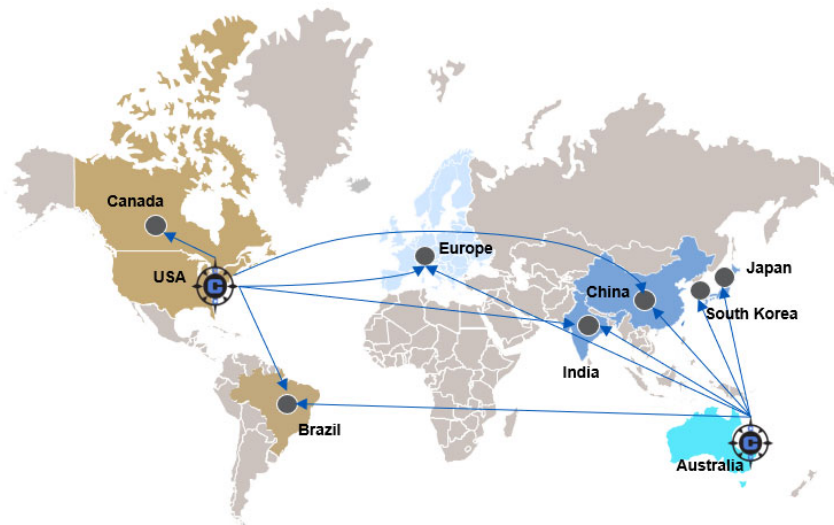 Canada
USA
Europe
Japan
China
South Korea
India
Brazil
Australia
C
C